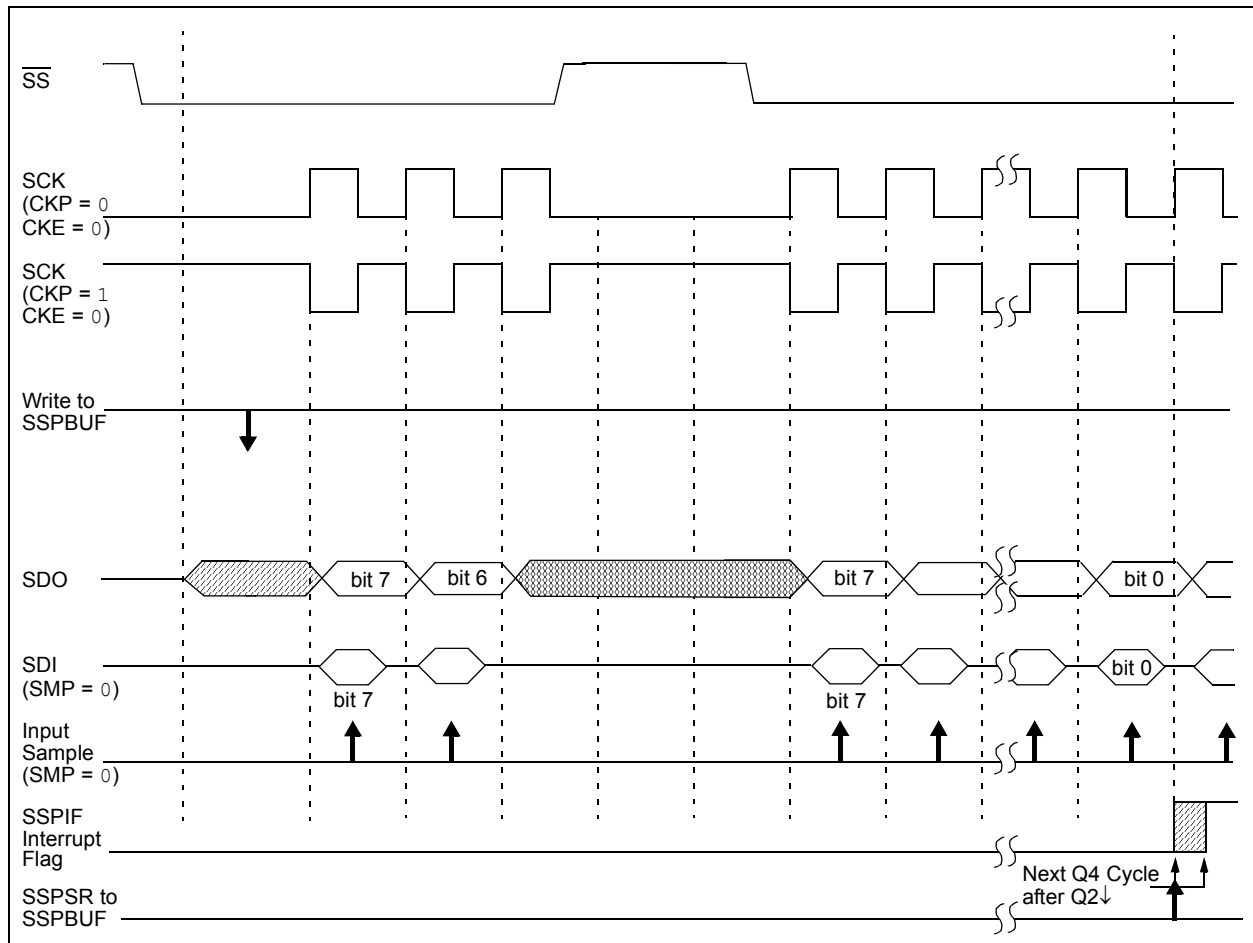 SS
SCK
(CKP = 0
CKE = 0)
SCK
(CKP = 1
CKE = 0)
Write to
SSPBUF
SDO
bit 7
bit 6
bit 7
bit 0
SDI
(SMP = 0)
bit 7
bit 7
bit 0
Input
Sample
(SMP = 0)
SSPIF
Interrupt
Flag
Next Q4 Cycle
after Q2↓
SSPSR to
SSPBUF